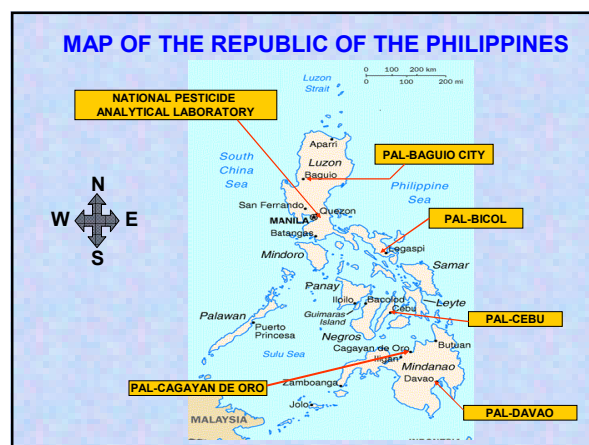 MAP OF THE REPUBLIC OF THE PHILIPPINES
0 100 200 km
0 100 200 mi
Luzon
Strait
NATIONAL PESTICIDE
ANALYTICAL LABORATORY
Aparri
Luzon
South
China
Sea
Baguio
PAL-BAGUIO CITY
Philippine
Sea
San Fernando
Quezon
MANILA
PAL-BICOL
Batangas
Legaspi
Mindoro
Samar
Panay
Iloilo
Bacolod
Cebu
Leyte
Palawan
Guimaras
Island
PAL-CEBU
Puerto
Princesa
Negros
Butuan
Sulu Sea
Cagayan de Oro
Iligan
Mindanao
PAL-CAGAYAN DE ORO
Zamboanga
Davao
Jolo
PAL-DAVAO
MALAYSIA
N
W E
S